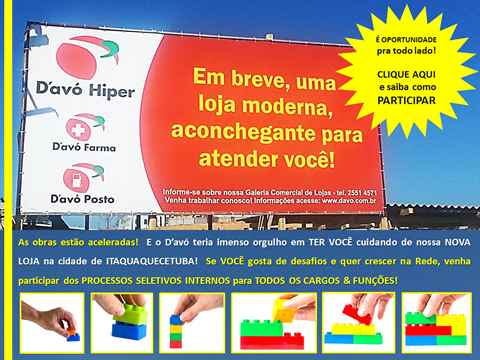 É OPORTUNIDADE
pra todo lado!
CLIQUE AQUI
e saiba como
PARTICIPAR
D'avó Hiper
D'avó Farma
D'avó Posto
Em breve, uma
loja moderna,
aconchegante para
atender você!
Informe-se sobre nossa Galeria Comercial de Lojas - tel. 2551 4571
Venha trabalhar conosco! Informações acesse: www.davo.com.br
As obras estão aceleradas! E o D'avó teria imenso orgulho em TER VOCÊ cuidando de nossa NOVA
LOJA na cidade de ITAQUAQUECETUBA! Se VOCÊ gosta de desafios e quer crescer na Rede, venha
participar dos PROCESSOS SELETIVOS INTERNOS para TODOS OS CARGOS & FUNÇÕES!